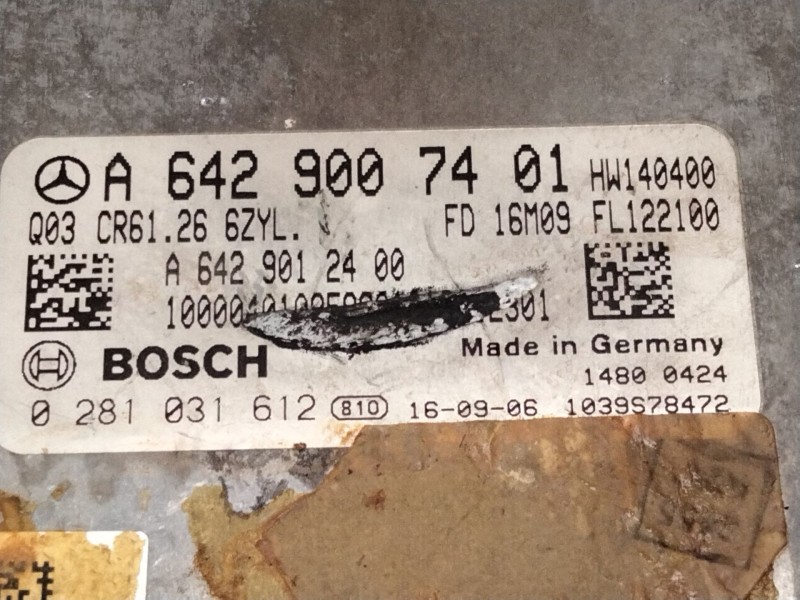 A 642 900 74 01 HW140400
Q03 CR61.26 6ZYL. FD 16M09 FL122100
A 642 901 24 00
BOSCH Made in Germany
1480 0424
0 281 031 612 810 16-09-06 1039S78472